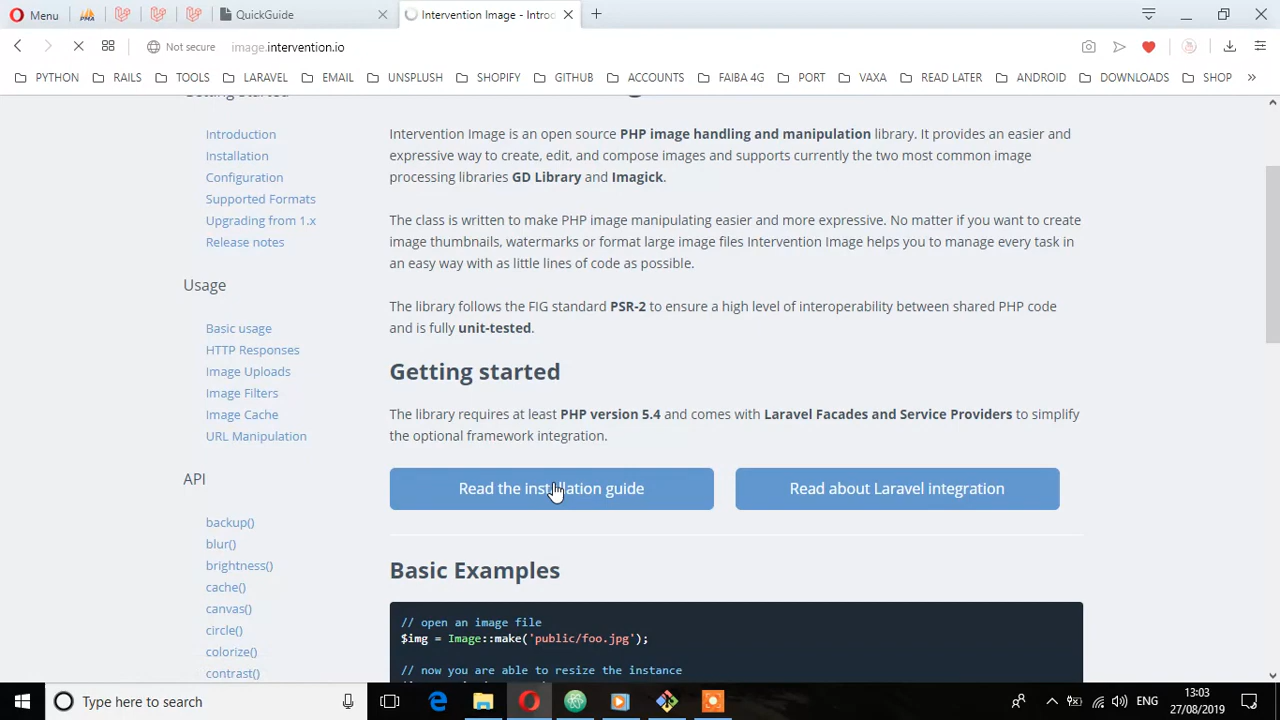 Menu
QuickGuide
Intervention Image - Introd
Not secure
image.intervention.io
PYTHON
RAILS
TOOLS
LARAVEL
EMAIL
UNSPLUSH
SHOPIFY
GITHUB
ACCOUNTS
FAIBA 4G
PORT
VAXA
READ LATER
ANDROID
DOWNLOADS
SHOP
Getting Started
Introduction
Installation
Configuration
Supported Formats
Upgrading from 1.x
Release notes
Usage
Basic usage
HTTP Responses
Image Uploads
Image Filters
Image Cache
URL Manipulation
API
backup()
blur()
brightness()
cache()
canvas()
circle()
colorize()
contrast()
Intervention Image is an open source PHP image handling and manipulation library. It provides an easier and
expressive way to create, edit, and compose images and supports currently the two most common image
processing libraries GD Library and Imagick.
The class is written to make PHP image manipulating easier and more expressive. No matter if you want to create
image thumbnails, watermarks or format large image files Intervention Image helps you to manage every task in
an easy way with as little lines of code as possible.
The library follows the FIG standard PSR-2 to ensure a high level of interoperability between shared PHP code
and is fully unit-tested.
Getting started
The library requires at least PHP version 5.4 and comes with Laravel Facades and Service Providers to simplify
the optional framework integration.
Read the installation guide
Read about Laravel integration
Basic Examples
// open an image file
$img = Image::make('public/foo.jpg');
// now you are able to resize the instance
Type here to search
ENG
13:03
27/08/2019